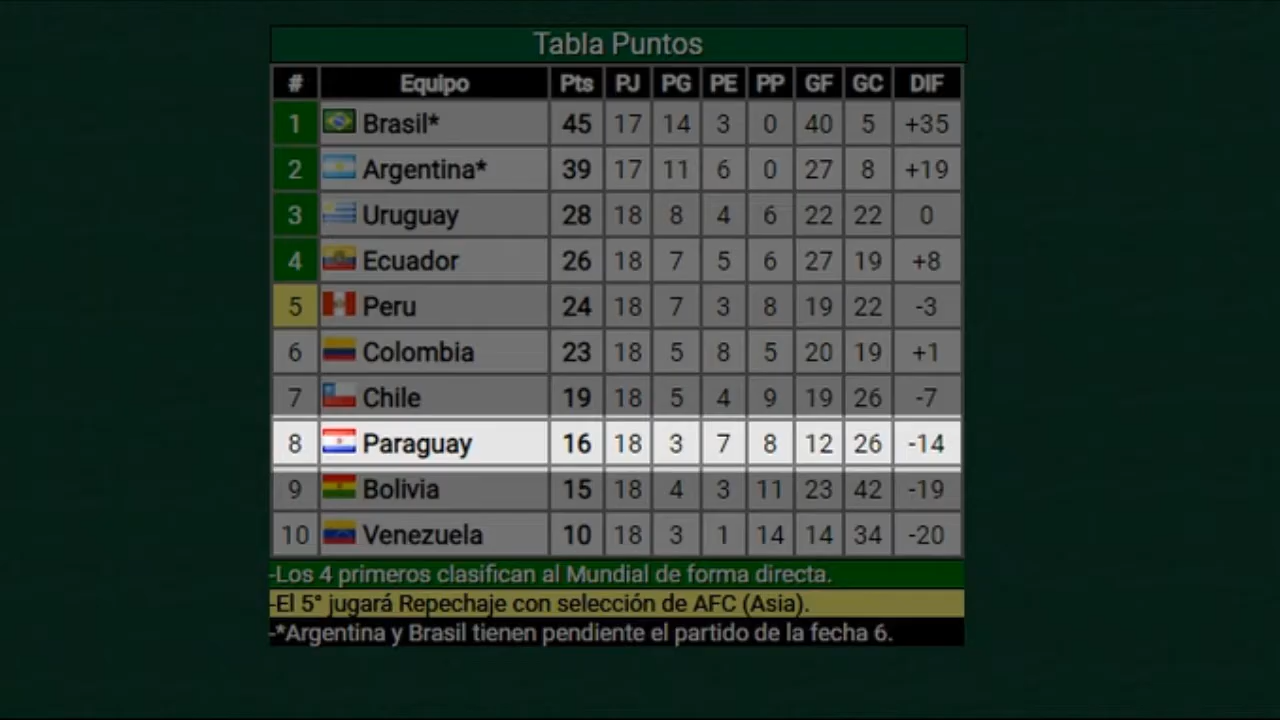 Tabla Puntos
# Equipo Pts PJ PG PE PP GF GC DIF
1 Brasil* 45 17 14 3 0 40 5 +35
2 Argentina* 39 17 11 6 0 27 8 +19
3 Uruguay 28 18 8 4 6 22 22 0
4 Ecuador 26 18 7 5 6 27 19 +8
5 Peru 24 18 7 3 8 19 22 -3
6 Colombia 23 18 5 8 5 20 19 +1
7 Chile 19 18 5 4 9 19 26 -7
8 Paraguay 16 18 3 7 8 12 26 -14
9 Bolivia 15 18 4 3 11 23 42 -19
10 Venezuela 10 18 3 1 14 14 34 -20
-Los 4 primeros clasifican al Mundial de forma directa.
-El 5° jugará Repechaje con selección de AFC (Asia).
-*Argentina y Brasil tienen pendiente el partido de la fecha 6.